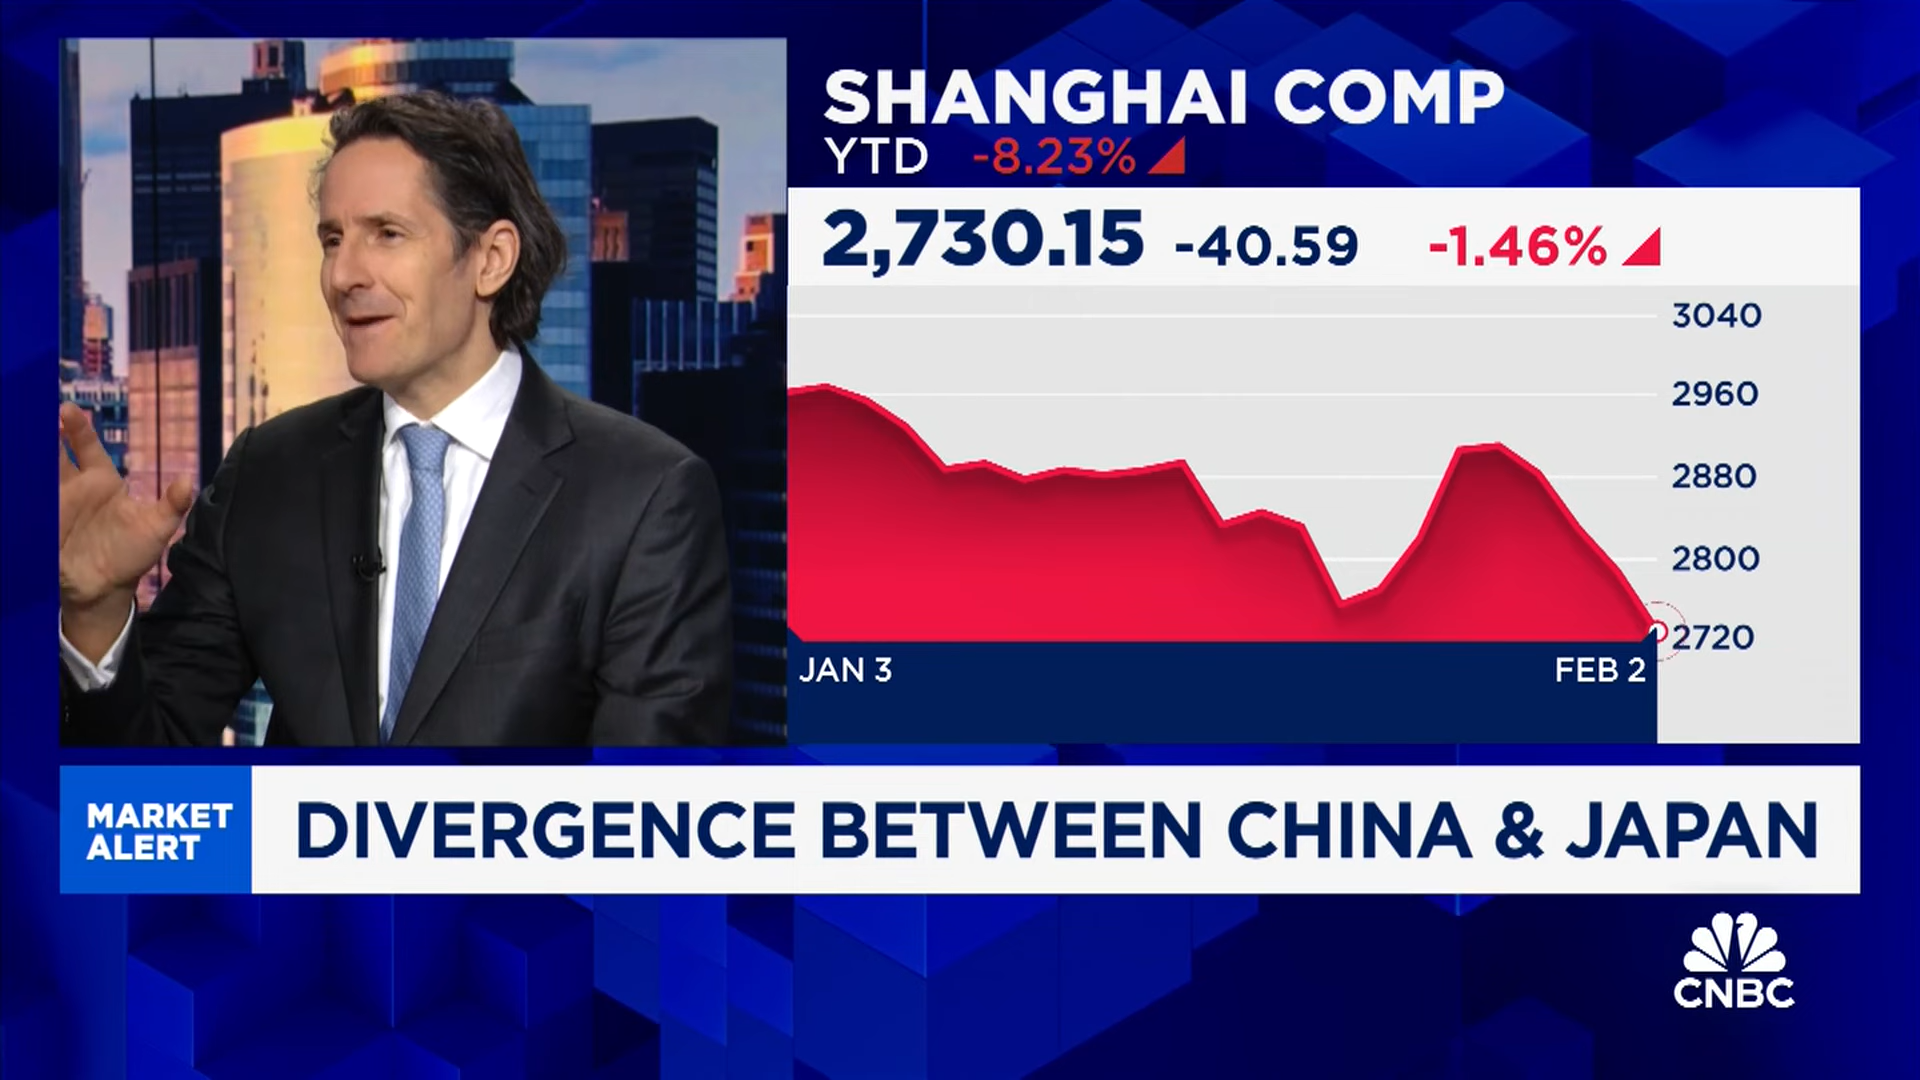 SHANGHAI COMP
YTD -8.23%
2,730.15 -40.59 -1.46%
3040
2960
2880
2800
2720
JAN 3 FEB 2
MARKET
ALERT
DIVERGENCE BETWEEN CHINA & JAPAN
CNBC